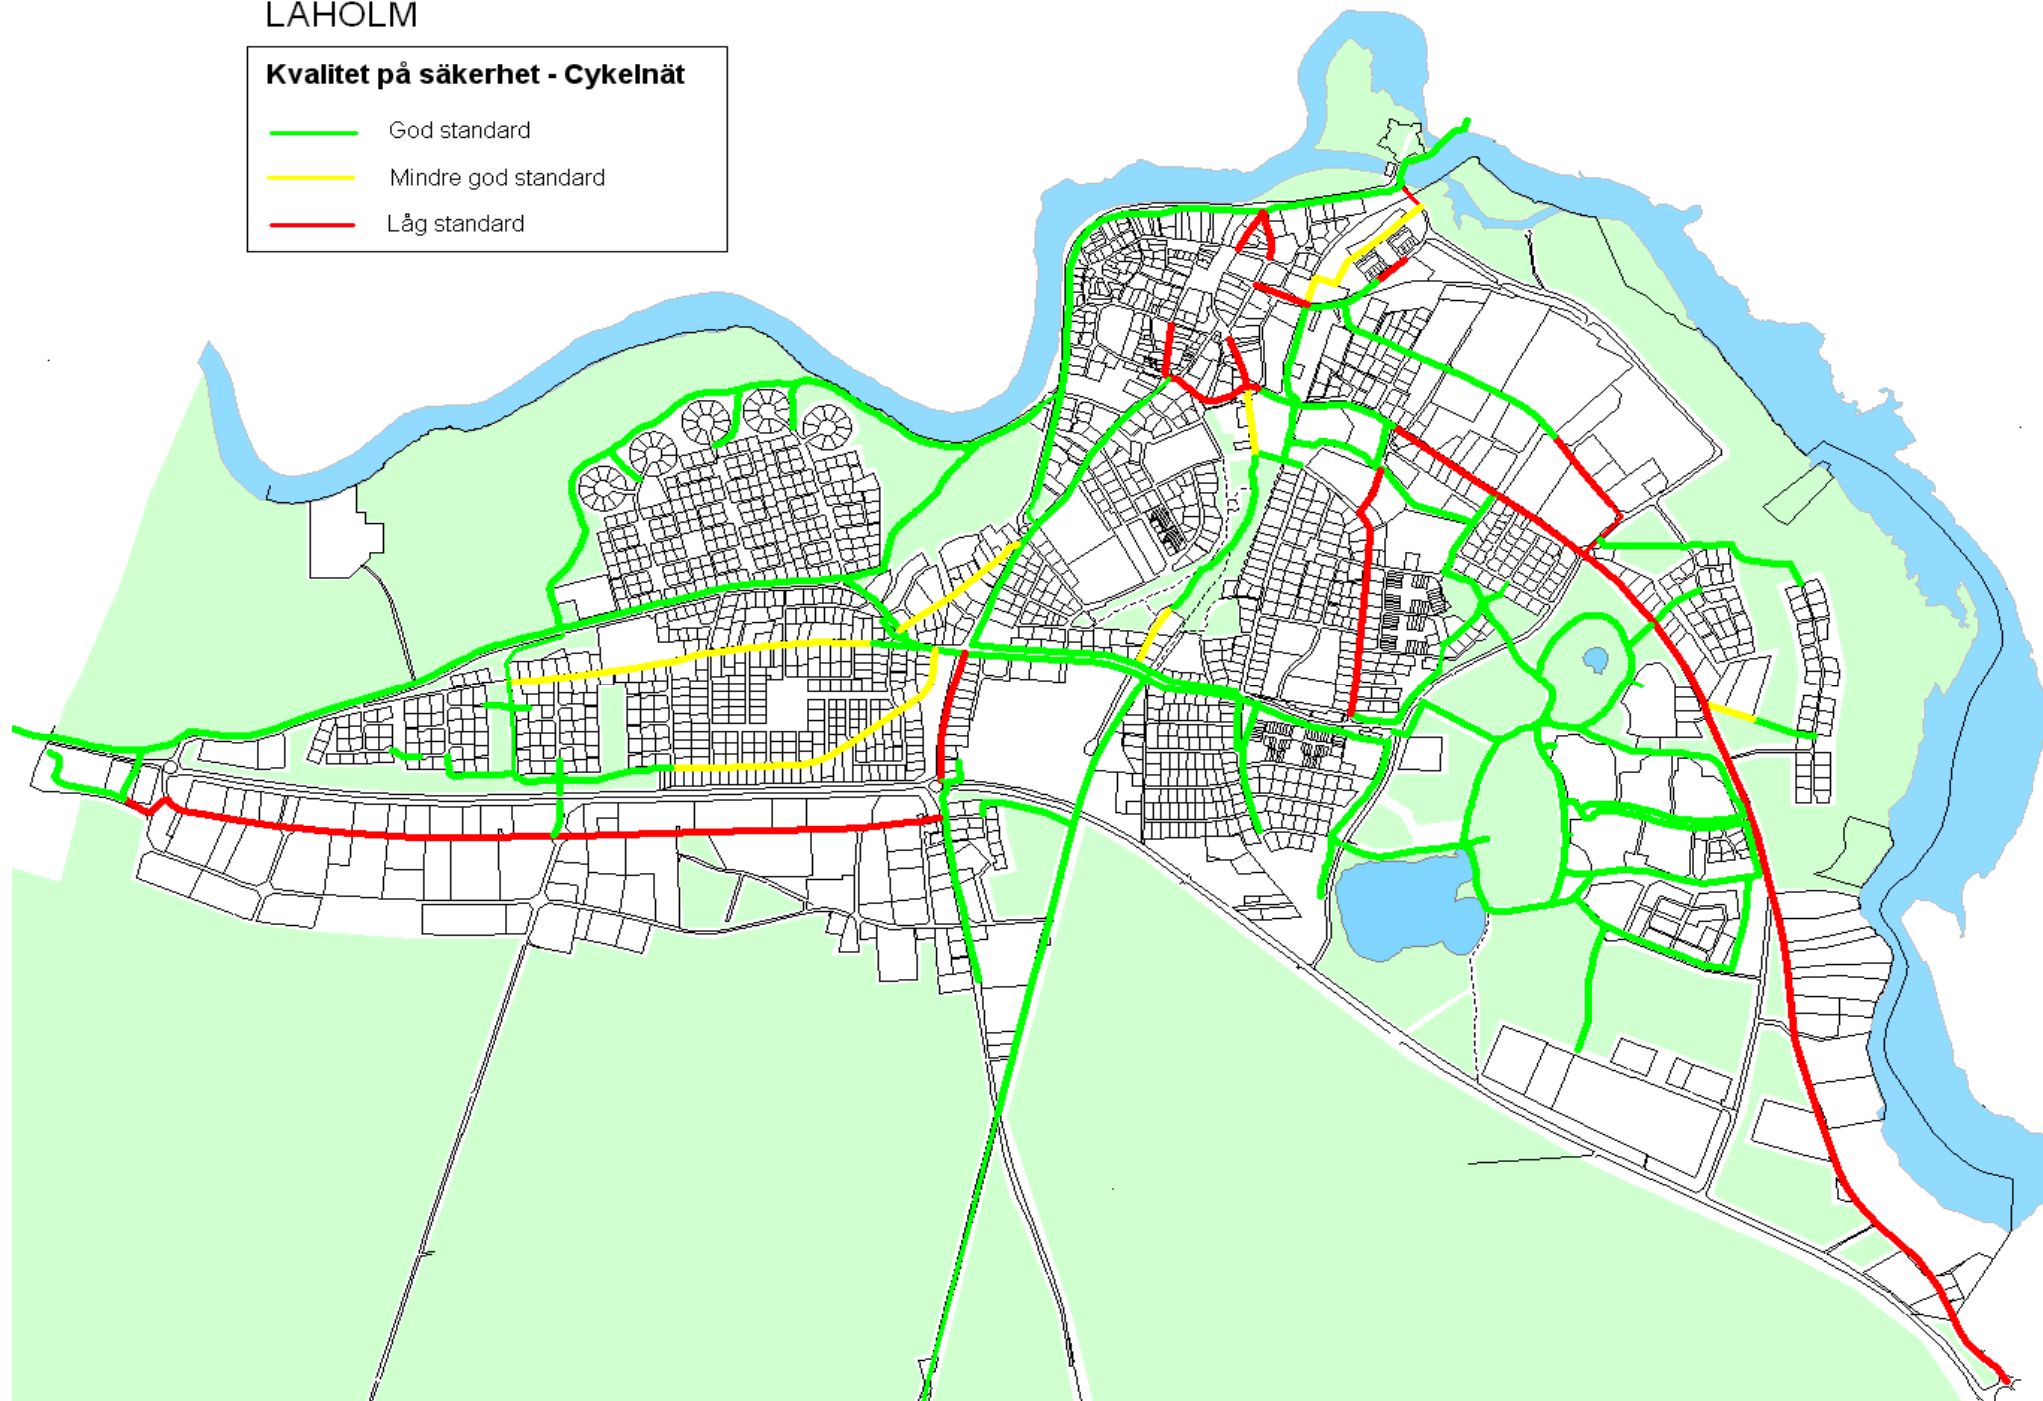 LAHOLM
Kvalitet på säkerhet - Cykelnät
God standard
Mindre god standard
Låg standard